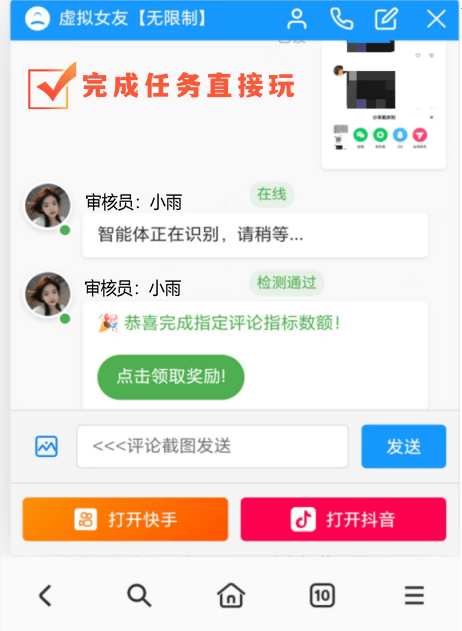 虚拟女友【无限制】
完成任务直接玩
审核员：小雨
在线
智能体正在识别，请稍等...
审核员：小雨
检测通过
🎉 恭喜完成指定评论指标数额！
点击领取奖励!
<<<评论截图发送
发送
打开快手
打开抖音
10